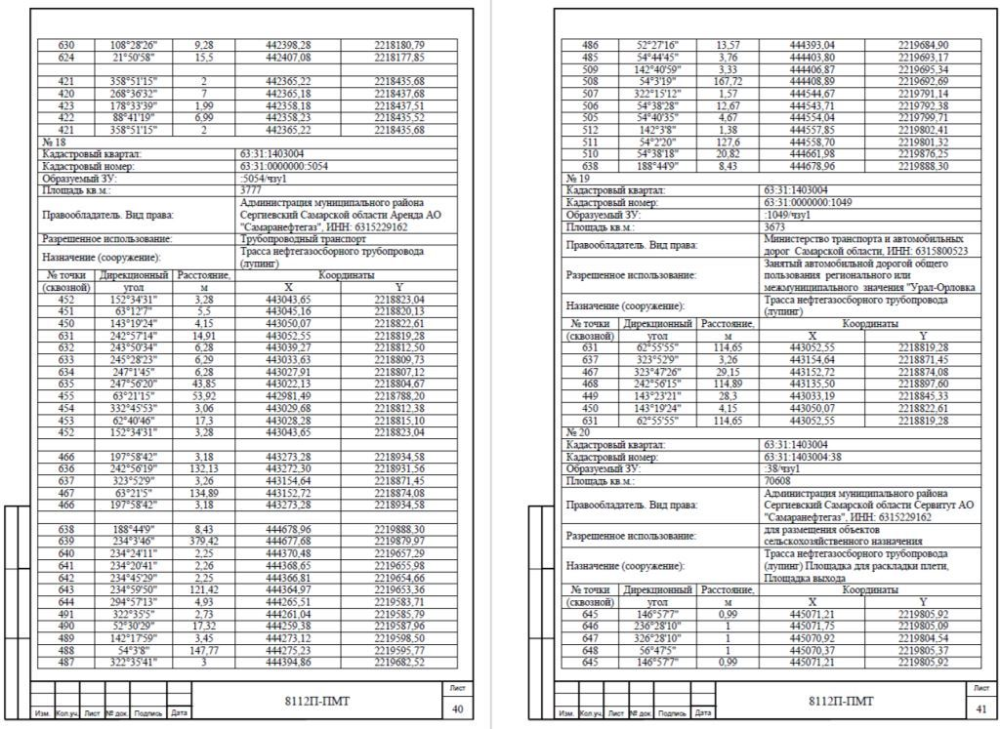 630 108°28'26" 9,28 442398,28 2218180,79
624 21°50'58" 15,5 442407,08 2218177,85
421 358°51'15" 2 442365,22 2218435,68
420 268°36'32" 7 442365,18 2218437,68
423 178°33'39" 1,99 442358,18 2218437,51
422 88°41'19" 6,99 442358,23 2218435,52
421 358°51'15" 2 442365,22 2218435,68
№ 18
Кадастровый квартал: 63:31:1403004
Кадастровый номер: 63:31:0000000:5054
Образуемый ЗУ: :5054/чзу1
Площадь кв.м.: 3777
Правообладатель. Вид права: Администрация муниципального района
Сергиевский Самарской области Аренда АО
"Самаранефтегаз", ИНН: 6315229162
Разрешенное использование: Трубопроводный транспорт
Назначение (сооружение): Трасса нефтегазосборного трубопровода
(лупинг)
№ точки Дирекционный Расстояние, Координаты
(сквозной) угол м X Y
452 152°34'31" 3,28 443043,65 2218823,04
451 63°12'7" 5,5 443045,16 2218820,13
450 143°19'24" 4,15 443050,07 2218822,61
631 242°57'14" 14,91 443052,55 2218819,28
632 243°50'34" 6,28 443039,27 2218812,50
633 245°28'23" 6,29 443033,63 2218809,73
634 247°1'45" 6,28 443027,91 2218807,12
635 247°56'20" 43,85 443022,13 2218804,67
455 63°21'15" 53,92 442981,49 2218788,20
454 332°45'53" 3,06 443029,68 2218812,38
453 62°40'46" 17,3 443028,28 2218815,10
452 152°34'31" 3,28 443043,65 2218823,04
466 197°58'42" 3,18 443273,28 2218934,58
636 242°56'19" 132,13 443272,30 2218931,56
637 323°52'9" 3,26 443154,64 2218871,45
467 63°21'5" 134,89 443152,72 2218874,08
466 197°58'42" 3,18 443273,28 2218934,58
638 188°44'9" 8,43 444678,96 2219888,30
639 234°3'46" 379,42 444677,68 2219879,97
640 234°24'11" 2,25 444370,48 2219657,29
641 234°20'41" 2,26 444368,65 2219655,98
642 234°45'29" 2,25 444366,81 2219654,66
643 234°59'50" 121,42 444364,97 2219653,36
644 294°57'13" 4,93 444265,51 2219583,71
491 322°35'5" 2,73 444261,04 2219585,79
490 52°30'29" 17,32 444259,38 2219587,96
489 142°17'59" 3,45 444273,12 2219598,50
488 54°3'8" 147,77 444275,23 2219595,77
487 322°35'41" 3 444394,86 2219682,52
8112П-ПМТ
Лист
40
Изм. Кол.уч. Лист № док. Подпись Дата
486 52°27'16" 13,57 444393,04 2219684,90
485 54°44'45" 3,76 444403,80 2219693,17
509 142°40'59" 3,33 444406,87 2219695,34
508 54°3'19" 167,72 444408,89 2219692,69
507 322°15'12" 1,57 444544,67 2219791,14
506 54°38'28" 12,67 444543,71 2219792,38
505 54°40'35" 4,67 444554,04 2219799,71
512 142°3'8" 1,38 444557,85 2219802,41
511 54°2'20" 127,6 444558,70 2219801,32
510 54°38'18" 20,82 444661,98 2219876,25
638 188°44'9" 8,43 444678,96 2219888,30
№ 19
Кадастровый квартал: 63:31:1403004
Кадастровый номер: 63:31:0000000:1049
Образуемый ЗУ: :1049/чзу1
Площадь кв.м.: 3673
Правообладатель. Вид права: Министерство транспорта и автомобильных
дорог Самарской области, ИНН: 6315800523
Разрешенное использование: Занятый автомобильной дорогой общего
пользования регионального или
межмуниципального значения "Урал-Орловка
Назначение (сооружение): Трасса нефтегазосборного трубопровода
(лупинг)
№ точки Дирекционный Расстояние, Координаты
(сквозной) угол м X Y
631 62°55'55" 114,65 443052,55 2218819,28
637 323°52'9" 3,26 443154,64 2218871,45
467 323°47'26" 29,15 443152,72 2218874,08
468 242°56'15" 114,89 443135,50 2218897,60
449 143°23'21" 28,3 443033,19 2218845,33
450 143°19'24" 4,15 443050,07 2218822,61
631 62°55'55" 114,65 443052,55 2218819,28
№ 20
Кадастровый квартал: 63:31:1403004
Кадастровый номер: 63:31:1403004:38
Образуемый ЗУ: :38/чзу1
Площадь кв.м.: 70608
Правообладатель. Вид права: Администрация муниципального района
Сергиевский Самарской области Сервитут АО
"Самаранефтегаз", ИНН: 6315229162
Разрешенное использование: для размещения объектов
сельскохозяйственного назначения
Назначение (сооружение): Трасса нефтегазосборного трубопровода
(лупинг) Площадка для раскладки плети,
Площадка выхода
№ точки Дирекционный Расстояние, Координаты
(сквозной) угол м X Y
645 146°57'7" 0,99 445071,21 2219805,92
646 236°28'10" 1 445071,75 2219805,09
647 326°28'10" 1 445070,92 2219804,54
648 56°47'5" 1 445070,37 2219805,37
645 146°57'7" 0,99 445071,21 2219805,92
8112П-ПМТ
Лист
41
Изм. Кол.уч. Лист № док. Подпись Дата